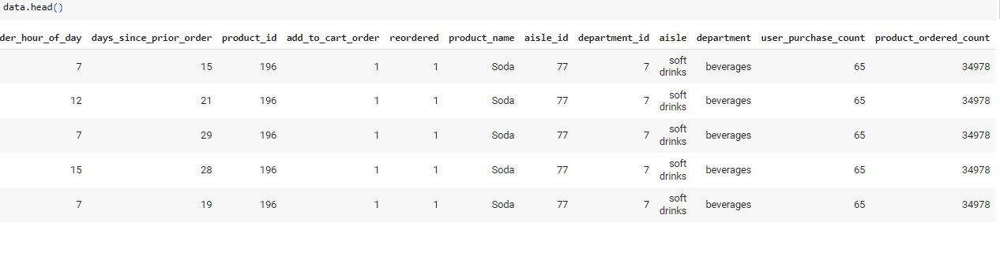 data.head()
der_hour_of_day days_since_prior_order product_id add_to_cart_order reordered product_name aisle_id department_id aisle department user_purchase_count product_ordered_count
7 15 196 1 1 Soda 77 7 soft drinks beverages 65 34978
12 21 196 1 1 Soda 77 7 soft drinks beverages 65 34978
7 29 196 1 1 Soda 77 7 soft drinks beverages 65 34978
15 28 196 1 1 Soda 77 7 soft drinks beverages 65 34978
7 19 196 1 1 Soda 77 7 soft drinks beverages 65 34978